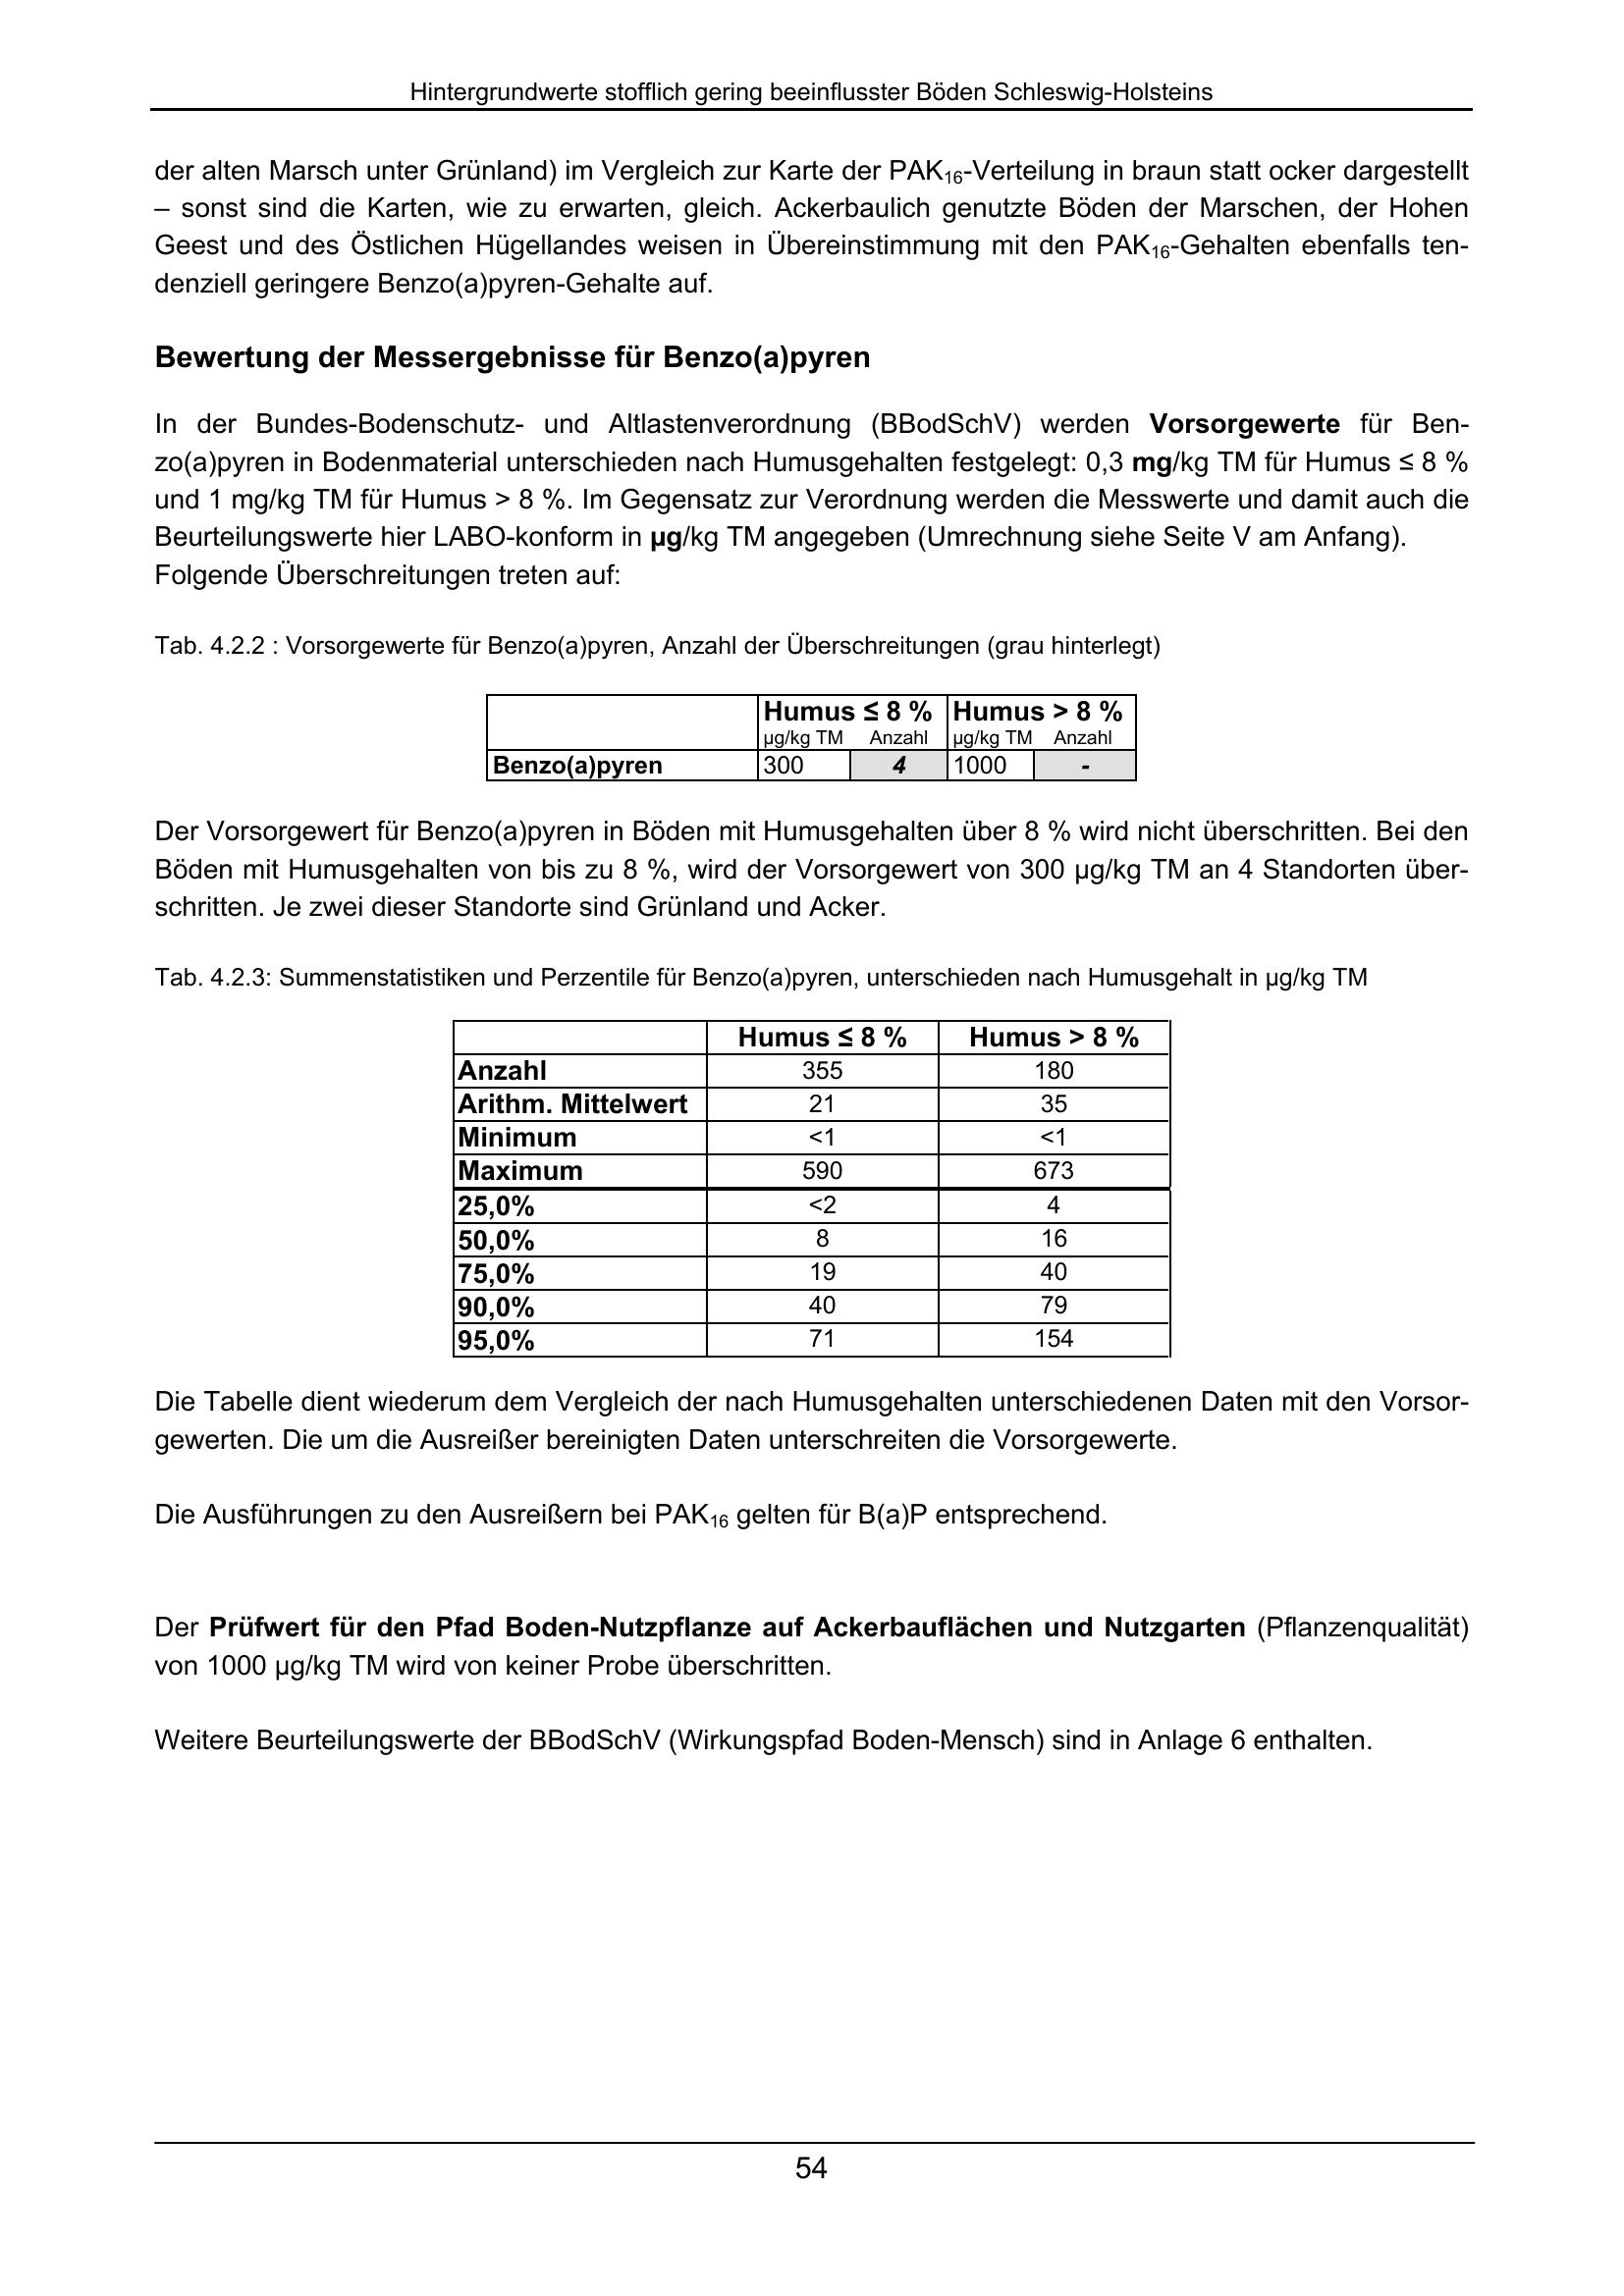 Hintergrundwerte stofflich gering beeinflusster Böden Schleswig-Holsteins
der alten Marsch unter Grünland) im Vergleich zur Karte der PAK16-Verteilung in braun statt ocker dargestellt
– sonst sind die Karten, wie zu erwarten, gleich. Ackerbaulich genutzte Böden der Marschen, der Hohen
Geest und des Östlichen Hügellandes weisen in Übereinstimmung mit den PAK16-Gehalten ebenfalls ten-
denziell geringere Benzo(a)pyren-Gehalte auf.
Bewertung der Messergebnisse für Benzo(a)pyren
In der Bundes-Bodenschutz- und Altlastenverordnung (BBodSchV) werden Vorsorgewerte für Ben-
zo(a)pyren in Bodenmaterial unterschieden nach Humusgehalten festgelegt: 0,3 mg/kg TM für Humus ≤ 8 %
und 1 mg/kg TM für Humus > 8 %. Im Gegensatz zur Verordnung werden die Messwerte und damit auch die
Beurteilungswerte hier LABO-konform in µg/kg TM angegeben (Umrechnung siehe Seite V am Anfang).
Folgende Überschreitungen treten auf:
Tab. 4.2.2 : Vorsorgewerte für Benzo(a)pyren, Anzahl der Überschreitungen (grau hinterlegt)
Humus ≤ 8 % Humus > 8 %
µg/kg TM Anzahl µg/kg TM Anzahl
Benzo(a)pyren 300 4 1000 -
Der Vorsorgewert für Benzo(a)pyren in Böden mit Humusgehalten über 8 % wird nicht überschritten. Bei den
Böden mit Humusgehalten von bis zu 8 %, wird der Vorsorgewert von 300 µg/kg TM an 4 Standorten über-
schritten. Je zwei dieser Standorte sind Grünland und Acker.
Tab. 4.2.3: Summenstatistiken und Perzentile für Benzo(a)pyren, unterschieden nach Humusgehalt in µg/kg TM
Humus ≤ 8 % Humus > 8 %
Anzahl 355 180
Arithm. Mittelwert 21 35
Minimum <1 <1
Maximum 590 673
25,0% <2 4
50,0% 8 16
75,0% 19 40
90,0% 40 79
95,0% 71 154
Die Tabelle dient wiederum dem Vergleich der nach Humusgehalten unterschiedenen Daten mit den Vorsor-
gewerten. Die um die Ausreißer bereinigten Daten unterschreiten die Vorsorgewerte.
Die Ausführungen zu den Ausreißern bei PAK16 gelten für B(a)P entsprechend.
Der Prüfwert für den Pfad Boden-Nutzpflanze auf Ackerbauflächen und Nutzgarten (Pflanzenqualität)
von 1000 µg/kg TM wird von keiner Probe überschritten.
Weitere Beurteilungswerte der BBodSchV (Wirkungspfad Boden-Mensch) sind in Anlage 6 enthalten.
54